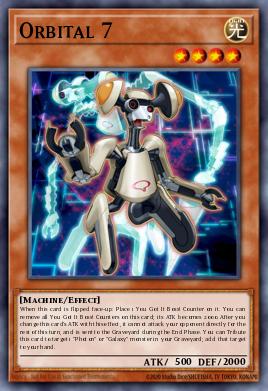 Orbital 7
光
[Machine/Effect]
When this card is flipped face-up: Place 1 You Got It Boss! Counter on it. You can
remove all You Got It Boss! Counters on this card; its ATK becomes 2000. After you
change this card's ATK with this effect, it cannot attack your opponent directly for the
rest of this turn, and is sent to the Graveyard during the End Phase. You can Tribute
this card to target 1 "Photon" or "Galaxy" monster in your Graveyard; add that target
to your hand.
ATK/ 500 DEF/2000